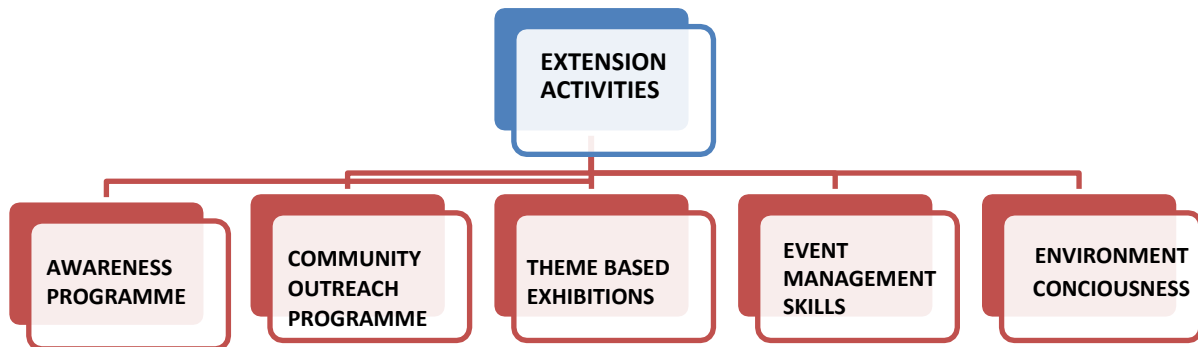 EXTENSION
ACTIVITIES
AWARENESS
PROGRAMME
COMMUNITY
OUTREACH
PROGRAMME
THEME BASED
EXHIBITIONS
EVENT
MANAGEMENT
SKILLS
ENVIRONMENT
CONCIOUSNESS